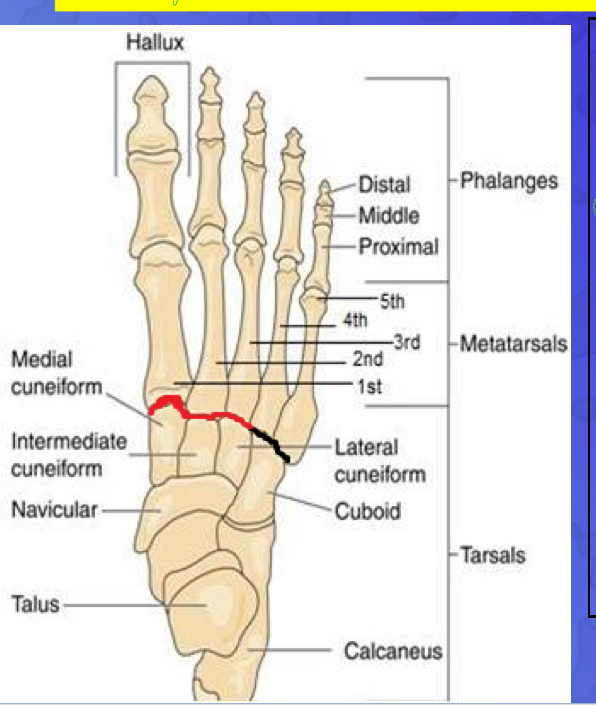 Hallux
Distal
Middle
Proximal
Phalanges
5th
4th
3rd
2nd
1st
Metatarsals
Medial
cuneiform
Intermediate
cuneiform
Navicular
Talus
Lateral
cuneiform
Cuboid
Tarsals
Calcaneus